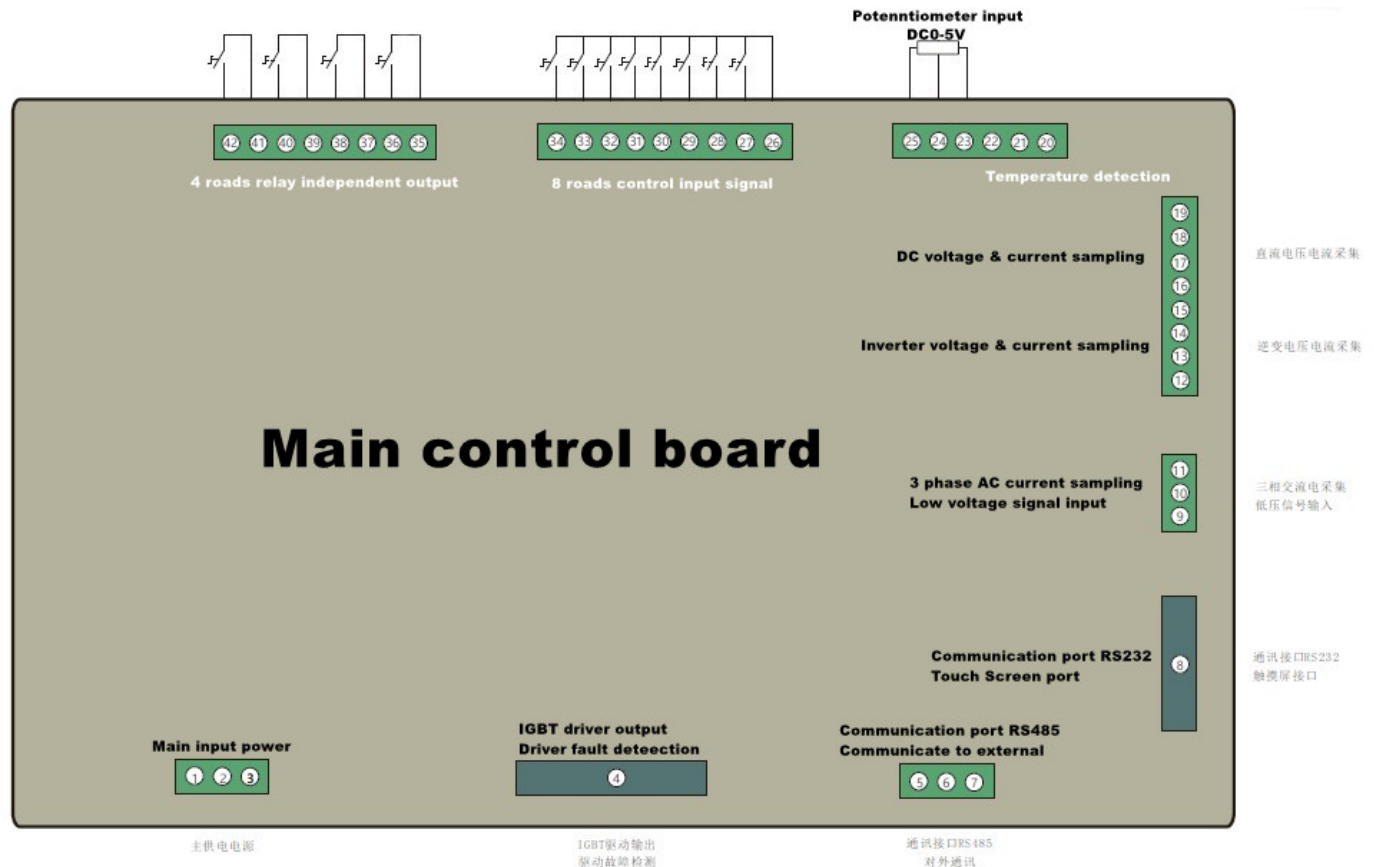 Potenntiometer input
DC0-5V
42 41 40 39 38 37 36 35
34 33 32 31 30 29 28 27 26
25 24 23 22 21 20
4 roads relay independent output
8 roads control input signal
Temperature detection
19
18
DC voltage & current sampling
直流电压电流采集
17
16
15
14
Inverter voltage & current sampling
逆变电压电流采集
13
12
Main control board
11
3 phase AC current sampling
三相交流电采集
10
Low voltage signal input
低压信号输入
9
Communication port RS232
通讯接口RS232
8
Touch Screen port
触摸屏接口
IGBT driver output
Communication port RS485
Main input power
Driver fault deteection
Communicate to external
1 2 3
4
5 6 7
主供电电源
IGBT驱动输出
通讯接口RS485
驱动故障检测
对外通讯